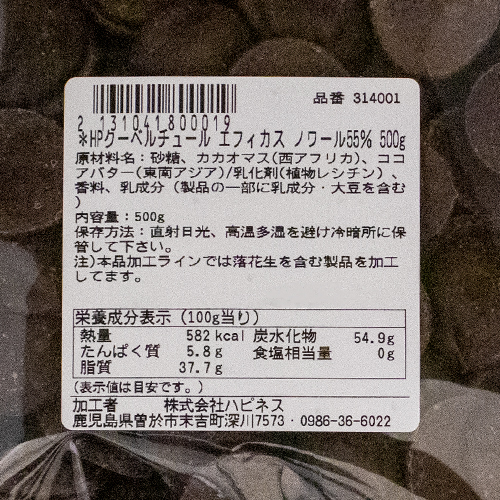 品番 314001
2 131041800019
*HPクーベルチュール エフィカス ノワール55% 500g
原材料名：砂糖、カカオマス(西アフリカ)、ココ
アバター(東南アジア)/乳化剤(植物レシチン)、
香料、乳成分（製品の一部に乳成分・大豆を含む
)
内容量：500g
保存方法：直射日光、高温多湿を避け冷暗所に保
管して下さい。
注)本品加工ラインでは落花生を含む製品を加工
してます。
栄養成分表示（100g当り）
熱量 582 kcal 炭水化物 54.9g
たんぱく質 5.8g 食塩相当量 0g
脂質 37.7g
(表示値は目安です。)
加工者 株式会社ハピネス
鹿児島県曽於市末吉町深川7573・0986-36-6022